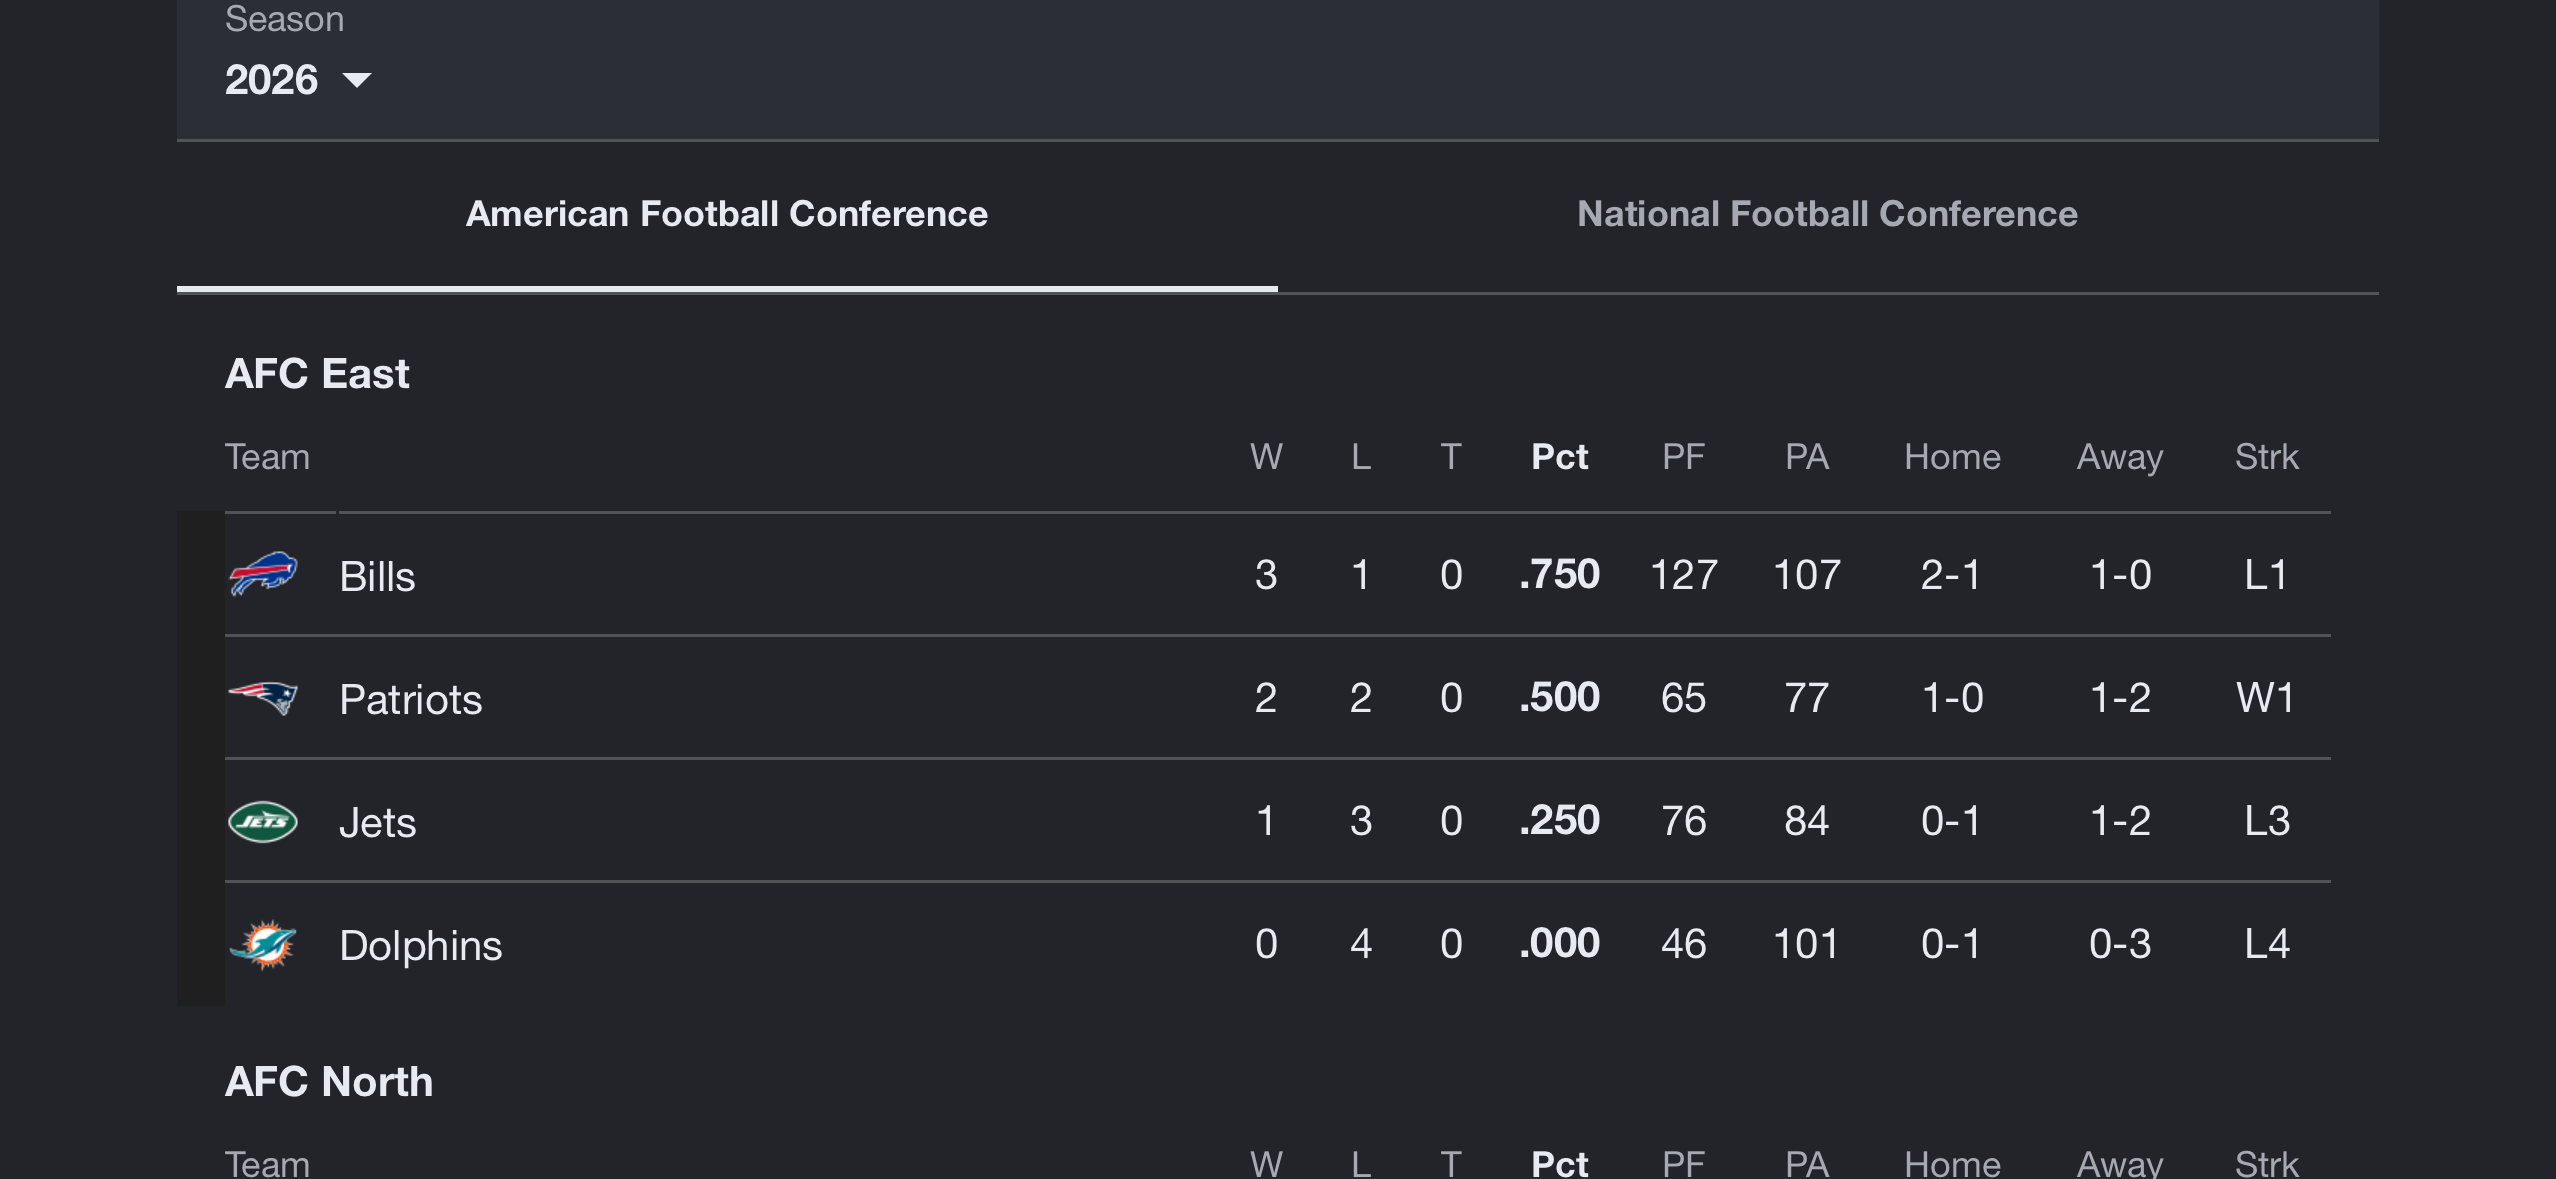 Season
2026
American Football Conference National Football Conference
AFC East
Team W L T Pct PF PA Home Away Strk
Bills 3 1 0 .750 127 107 2-1 1-0 L1
Patriots 2 2 0 .500 65 77 1-0 1-2 W1
JETS Jets 1 3 0 .250 76 84 0-1 1-2 L3
Dolphins 0 4 0 .000 46 101 0-1 0-3 L4
AFC North
Team W L T Pct PF PA Home Away Strk